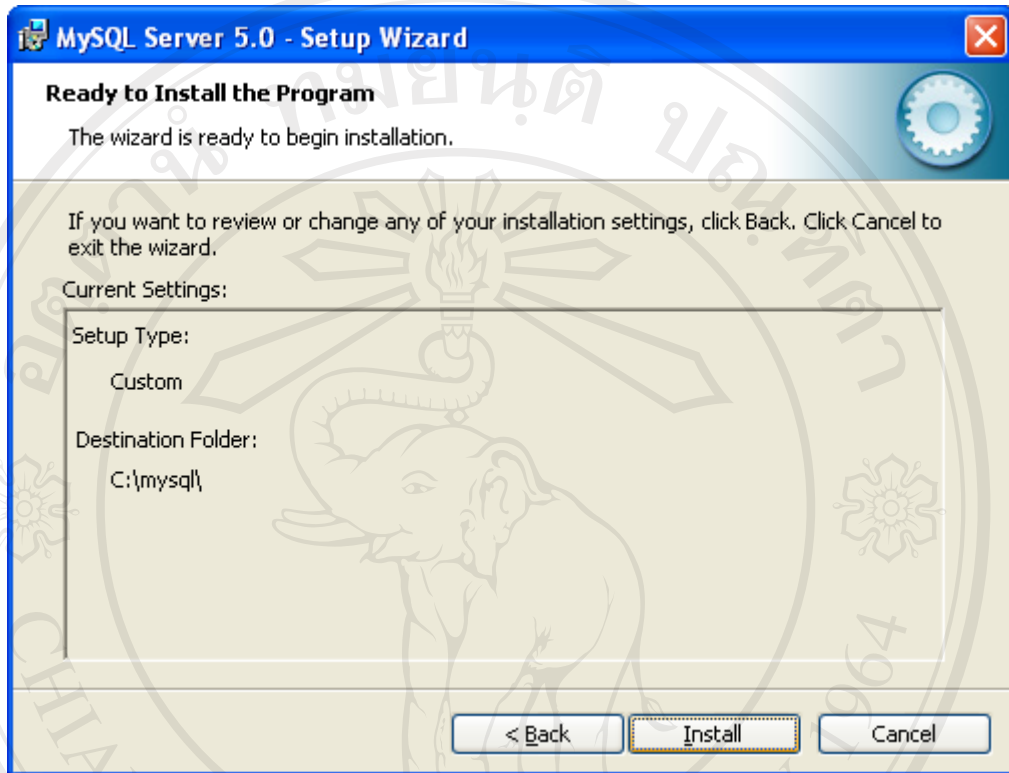 MySQL Server 5.0 - Setup Wizard
Ready to Install the Program
The wizard is ready to begin installation.
If you want to review or change any of your installation settings, click Back. Click Cancel to
exit the wizard.
Current Settings:
Setup Type:
Custom
Destination Folder:
C:\mysql\
< Back
Install
Cancel
1964